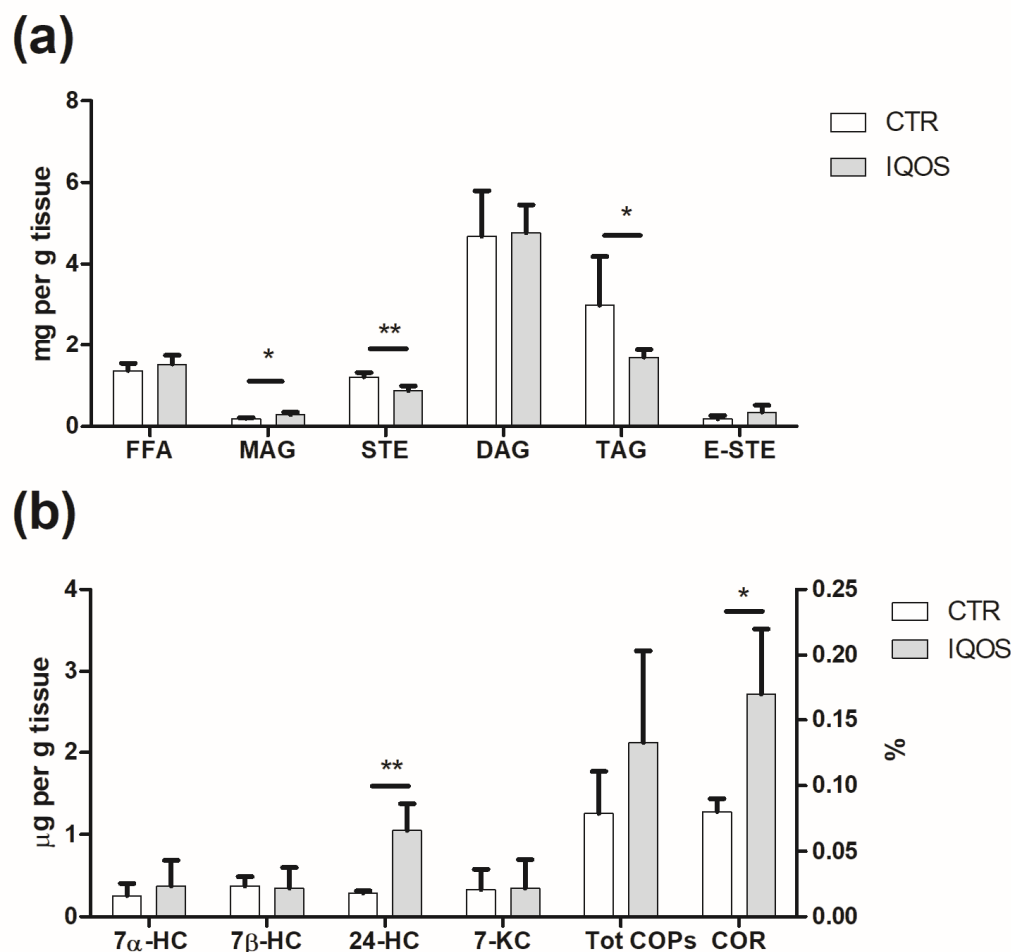 (a)
8
6
4
2
0
mg per g tissue
CTR
IQOS
*
**
*
FFA MAG STE DAG TAG E-STE
(b)
4
3
2
1
0
µg per g tissue
0.25
0.20
0.15
0.10
0.05
0.00
%
CTR
IQOS
**
*
7α-HC 7β-HC 24-HC 7-KC Tot COPs COR